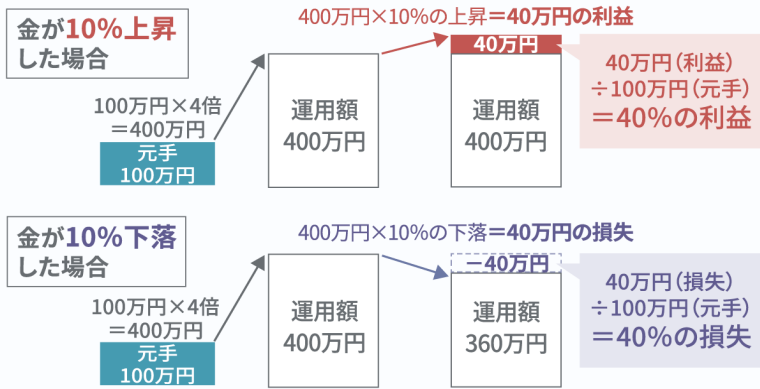 金が10%上昇
した場合
400万円×10%の上昇＝40万円の利益
100万円×4倍
＝400万円
元手
100万円
運用額
400万円
40万円
運用額
400万円
40万円（利益）
÷100万円（元手）
＝40%の利益
金が10%下落
した場合
400万円×10%の下落＝40万円の損失
100万円×4倍
＝400万円
元手
100万円
運用額
400万円
－40万円
運用額
360万円
40万円（損失）
÷100万円（元手）
＝40%の損失